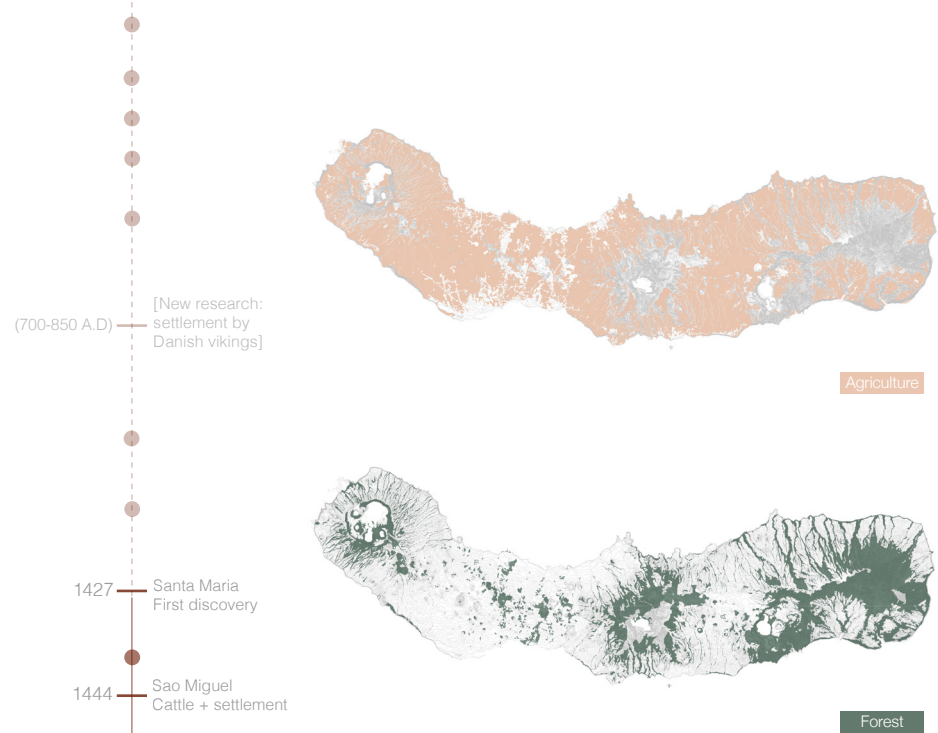 [New research:
(700-850 A.D) settlement by
Danish vikings]
Agriculture
1427 Santa Maria
First discovery
1444 Sao Miguel
Cattle + settlement
Forest